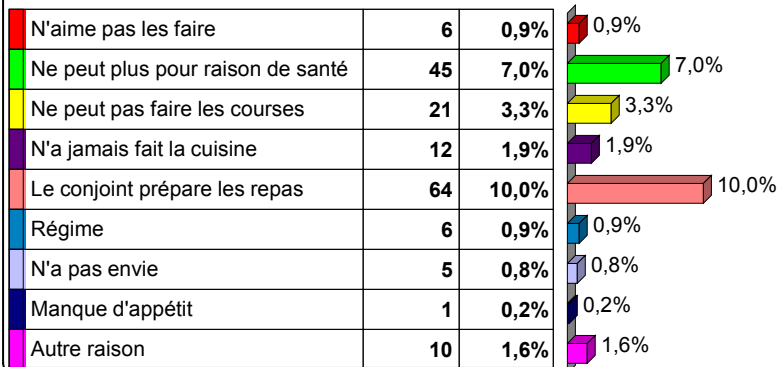 N'aime pas les faire 6 0,9% 0,9%
Ne peut plus pour raison de santé 45 7,0% 7,0%
Ne peut pas faire les courses 21 3,3% 3,3%
N'a jamais fait la cuisine 12 1,9% 1,9%
Le conjoint prépare les repas 64 10,0% 10,0%
Régime 6 0,9% 0,9%
N'a pas envie 5 0,8% 0,8%
Manque d'appétit 1 0,2% 0,2%
Autre raison 10 1,6% 1,6%